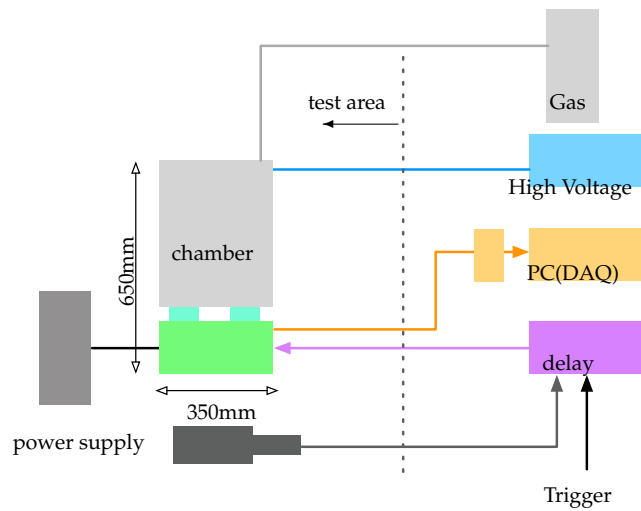 Gas
test area
High Voltage
chamber
650mm
PC(DAQ)
delay
350mm
power supply
Trigger